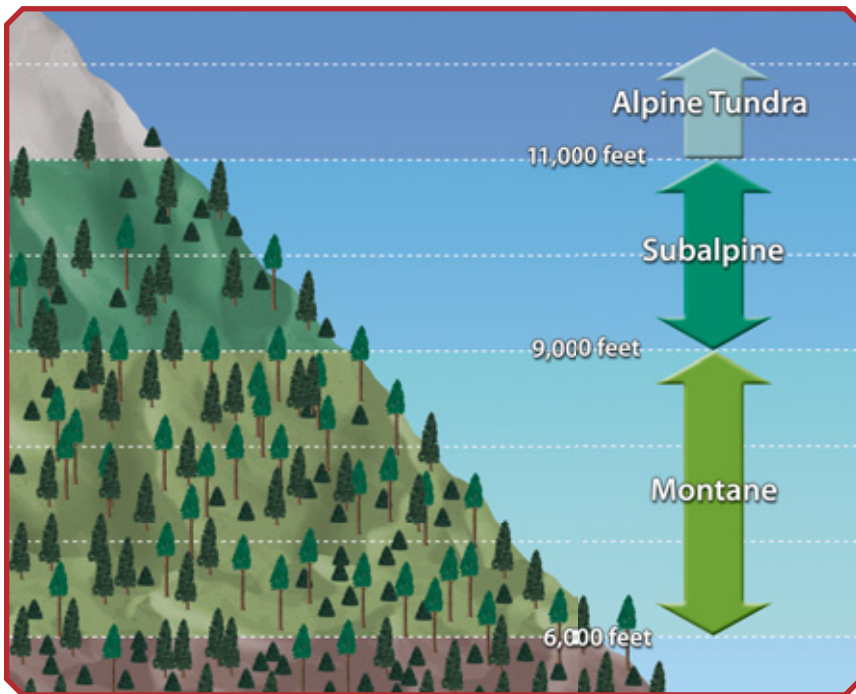 Alpine Tundra
11,000 feet
Subalpine
9,000 feet
Montane
6,000 feet